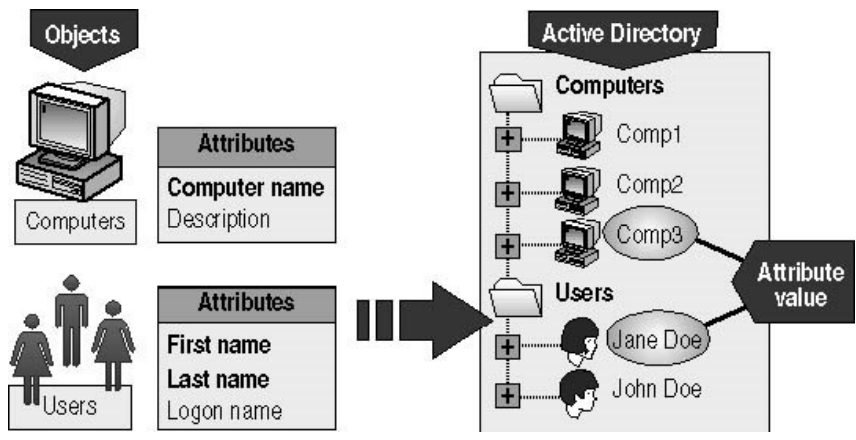 Objects
Computers
Attributes
Computer name
Description
Users
Attributes
First name
Last name
Logon name
Active Directory
Computers
Comp1
Comp2
Comp3
Users
Jane Doe
John Doe
Attribute
value